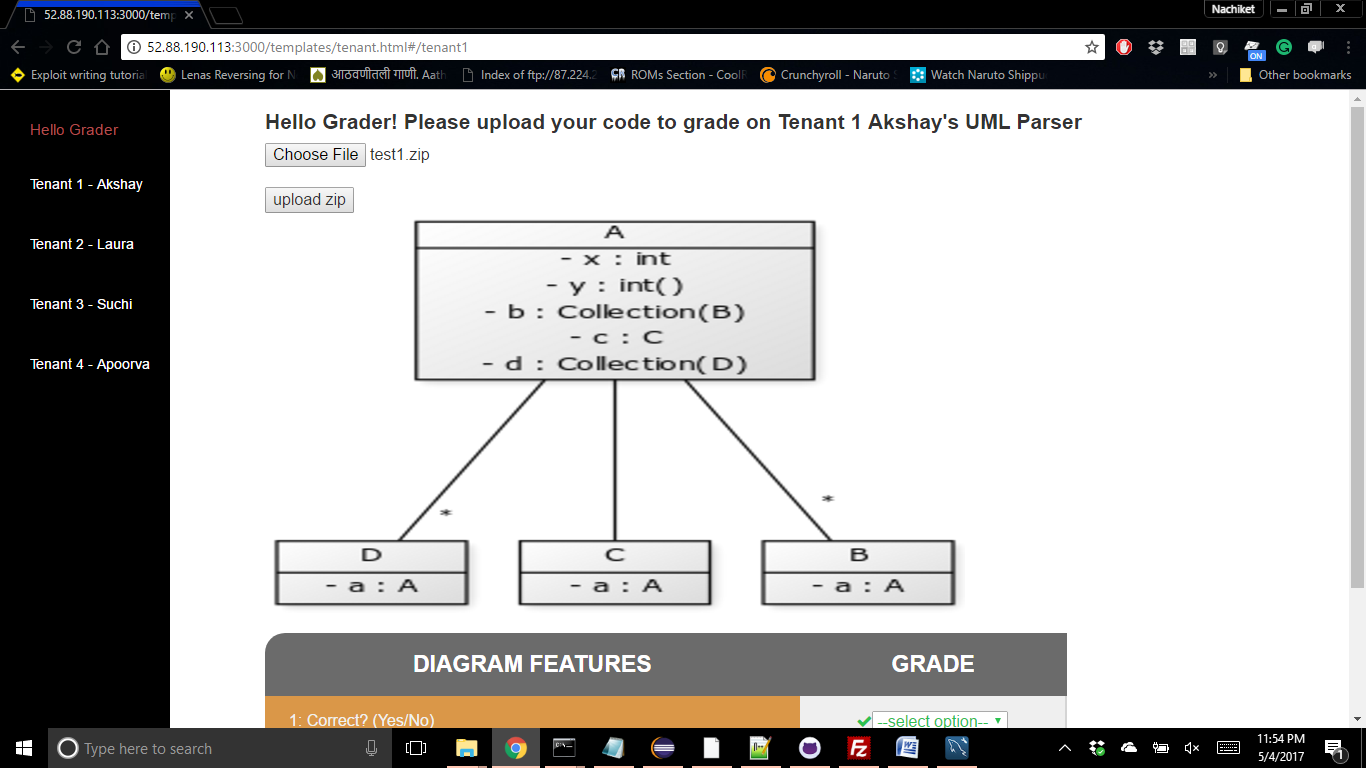 Nachiket
52.88.190.113:3000/temp
52.88.190.113:3000/templates/tenant.html#/tenant1
ON
Exploit writing tutoria
Lenas Reversing for N
आठवणीतली गाणी. Aath
Index of ftp://87.224.2
ROMs Section - CoolR
Crunchyroll - Naruto S
Watch Naruto Shippu
Other bookmarks
Hello Grader
Tenant 1 - Akshay
Tenant 2 - Laura
Tenant 3 - Suchi
Tenant 4 - Apoorva
Hello Grader! Please upload your code to grade on Tenant 1 Akshay's UML Parser
Choose File test1.zip
upload zip
A
- x : int
- y : int()
- b : Collection(B)
- c : C
- d : Collection(D)
* *
D C B
- a : A - a : A - a : A
DIAGRAM FEATURES GRADE
1: Correct? (Yes/No) --select option--
Type here to search
11:54 PM
5/4/2017
1